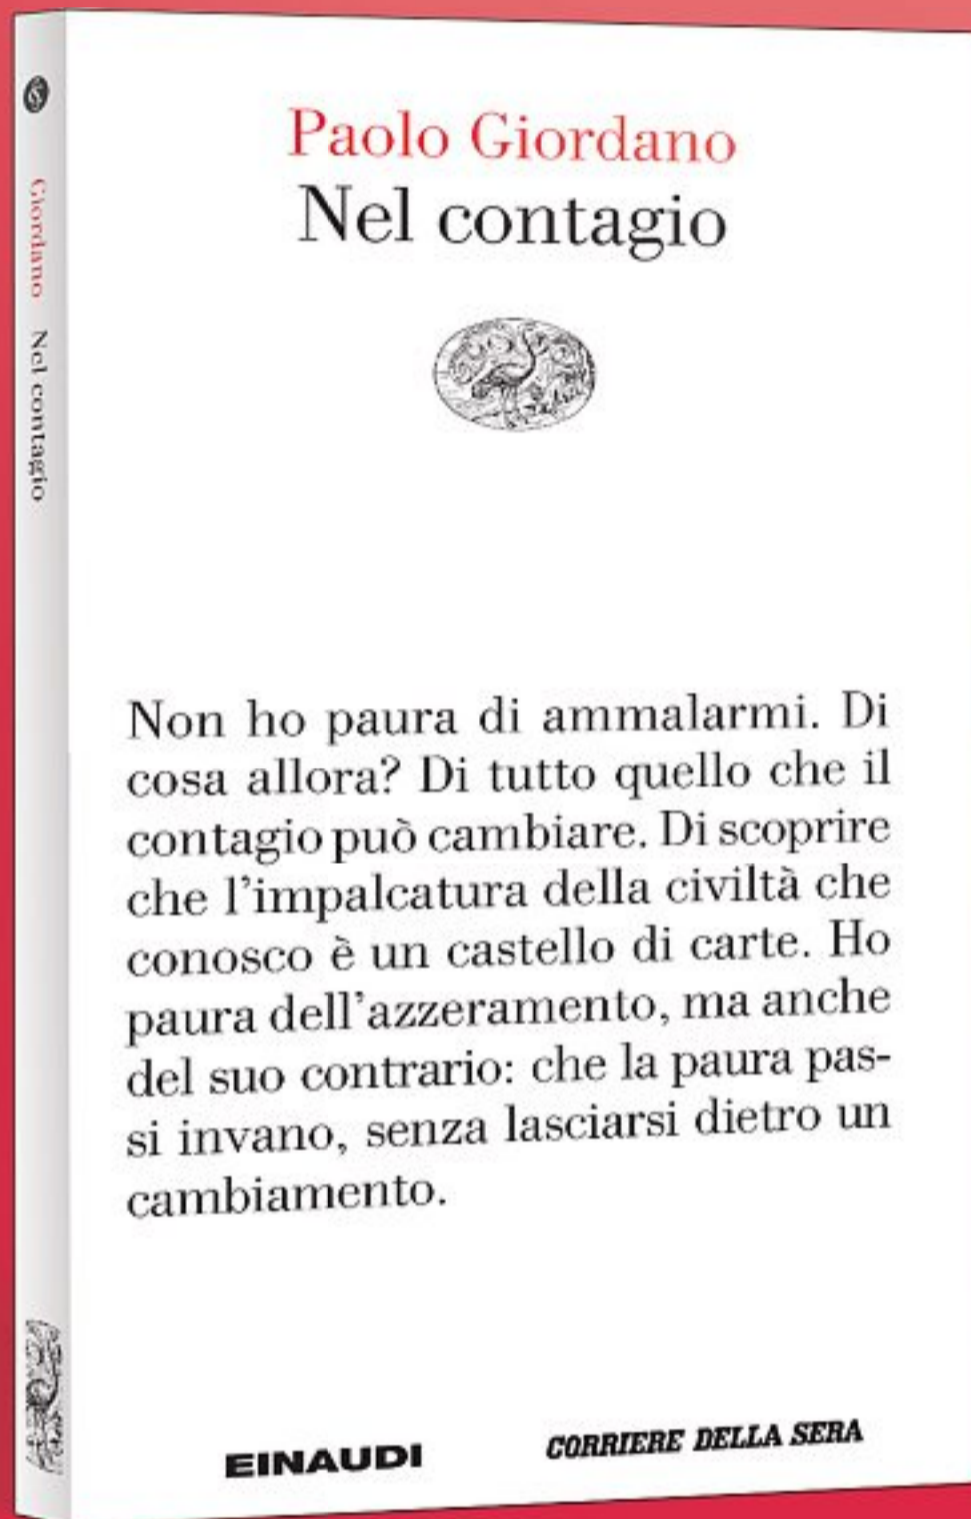 Giordano Nel contagio
Paolo Giordano
Nel contagio
Non ho paura di ammalarmi. Di
cosa allora? Di tutto quello che il
contagio può cambiare. Di scoprire
che l'impalcatura della civiltà che
conosco è un castello di carte. Ho
paura dell'azzeramento, ma anche
del suo contrario: che la paura pas-
si invano, senza lasciarsi dietro un
cambiamento.
EINAUDI
CORRIERE DELLA SERA